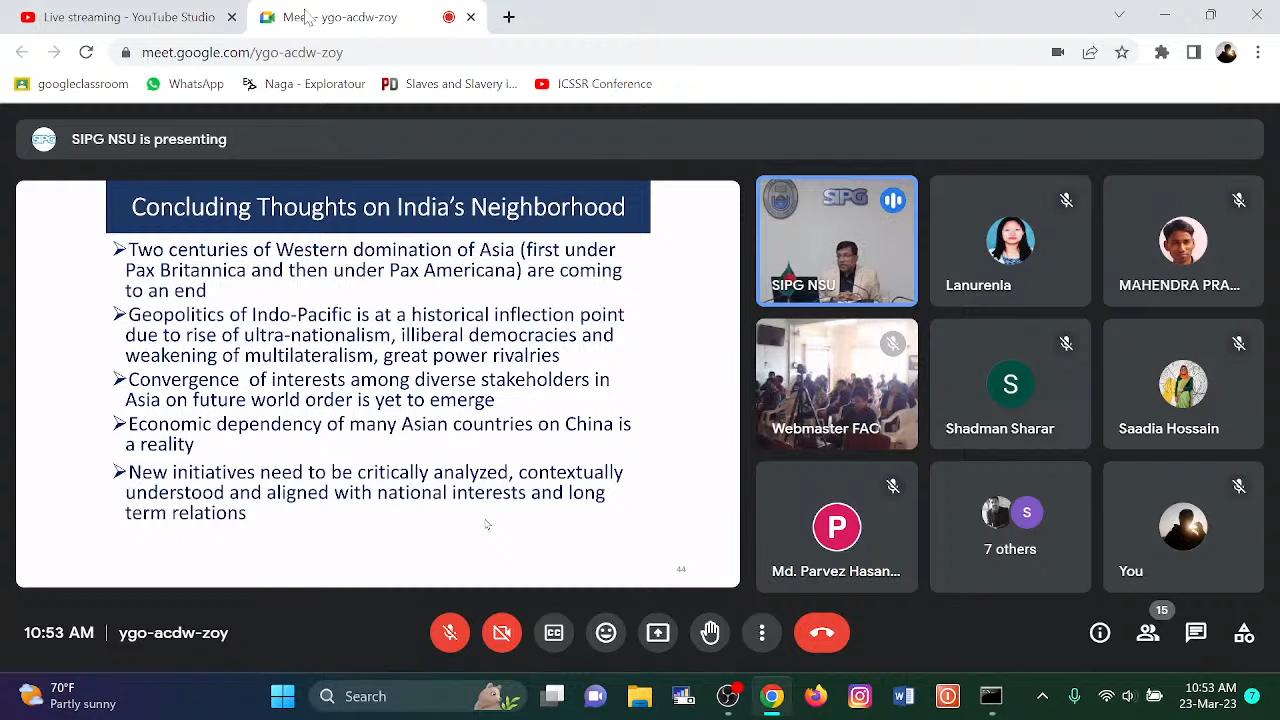 Live streaming - YouTube Studio
Meet - ygo-acdw-zoy
meet.google.com/ygo-acdw-zoy
googleclassroom
WhatsApp
Naga - Exploratour
Slaves and Slavery i...
ICSSR Conference
SIPG NSU is presenting
Concluding Thoughts on India's Neighborhood
➢Two centuries of Western domination of Asia (first under
Pax Britannica and then under Pax Americana) are coming
to an end
➢Geopolitics of Indo-Pacific is at a historical inflection point
due to rise of ultra-nationalism, illiberal democracies and
weakening of multilateralism, great power rivalries
➢Convergence of interests among diverse stakeholders in
Asia on future world order is yet to emerge
➢Economic dependency of many Asian countries on China is
a reality
➢New initiatives need to be critically analyzed, contextually
understood and aligned with national interests and long
term relations
44
SIPG
SIPG NSU
Lanurenla
MAHENDRA PRA...
Webmaster FAC
S
Shadman Sharar
Saadia Hossain
P
Md. Parvez Hasan...
S
7 others
You
10:53 AM
ygo-acdw-zoy
15
70°F
Partly sunny
Search
10:53 AM
23-Mar-23
7